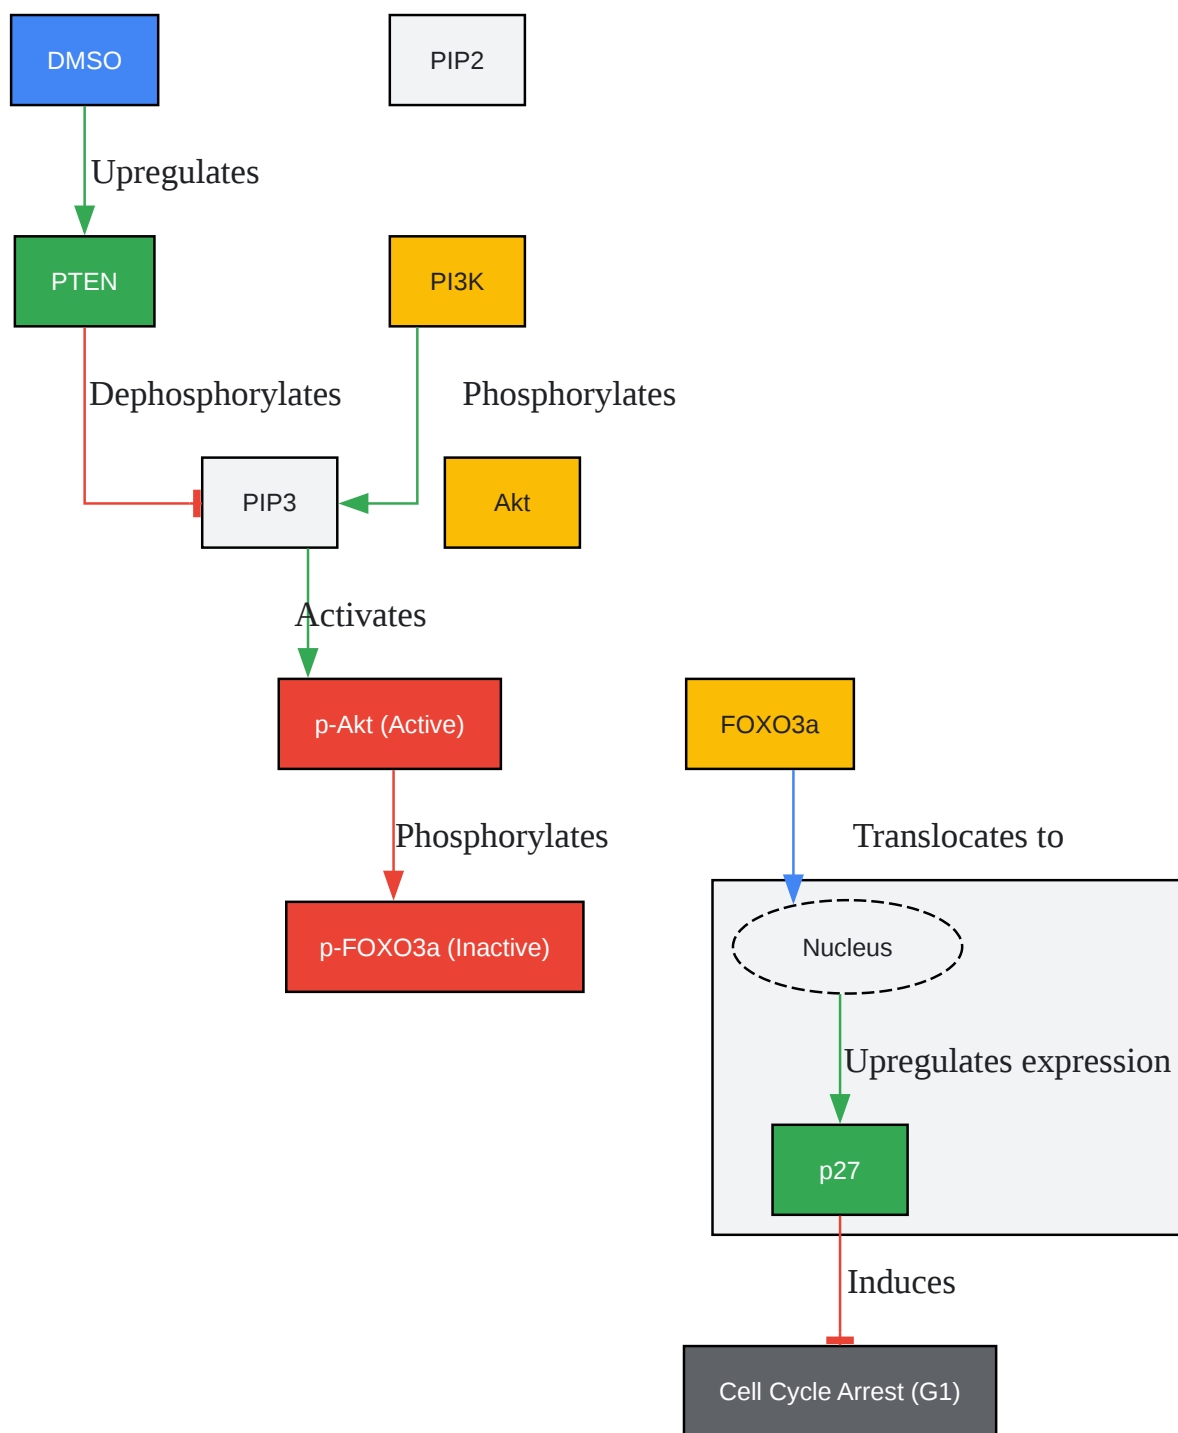 DMSO
PIP2
Upregulates
PTEN
PI3K
Dephosphorylates
Phosphorylates
PIP3
Akt
Activates
p-Akt (Active)
FOXO3a
Phosphorylates
Translocates to
p-FOXO3a (Inactive)
Nucleus
Upregulates expression
p27
Induces
Cell Cycle Arrest (G1)